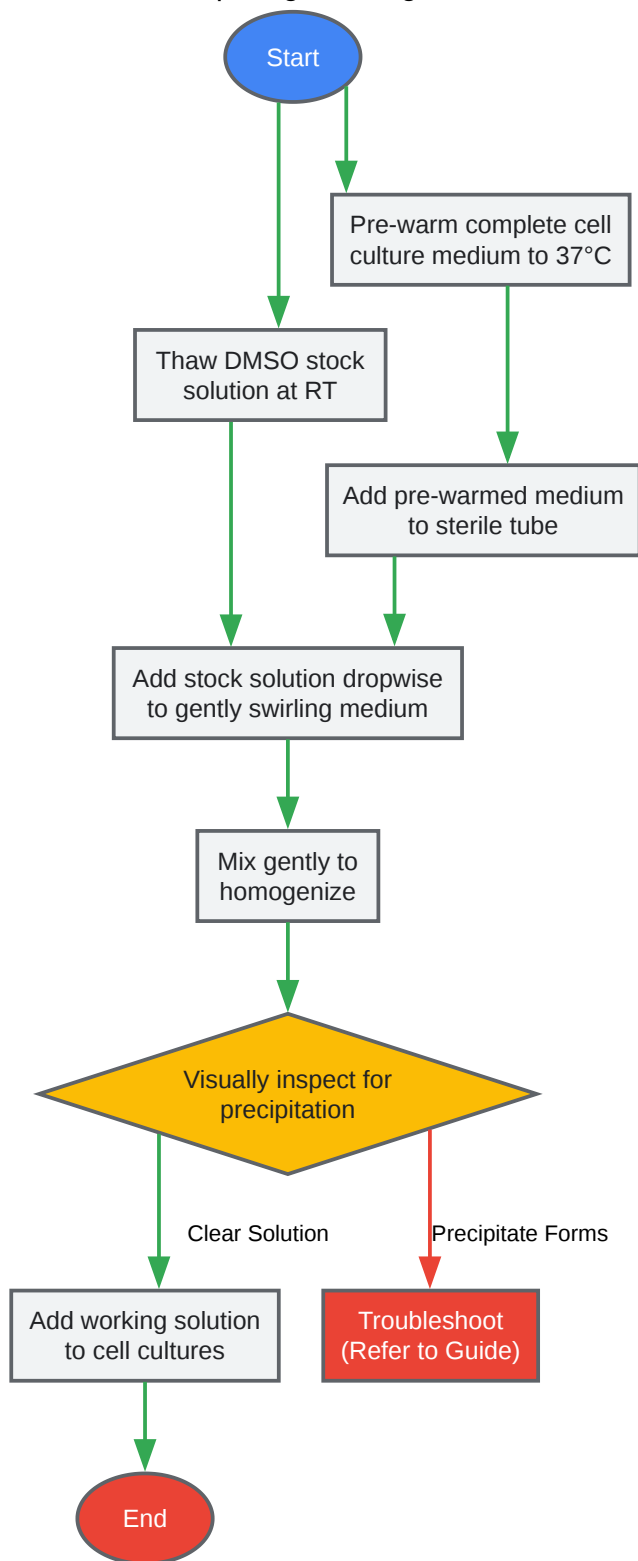 Start
Pre-warm complete cell
culture medium to 37°C
Thaw DMSO stock
solution at RT
Add pre-warmed medium
to sterile tube
Add stock solution dropwise
to gently swirling medium
Mix gently to
homogenize
Visually inspect for
precipitation
Clear Solution
Precipitate Forms
Add working solution
to cell cultures
Troubleshoot
(Refer to Guide)
End